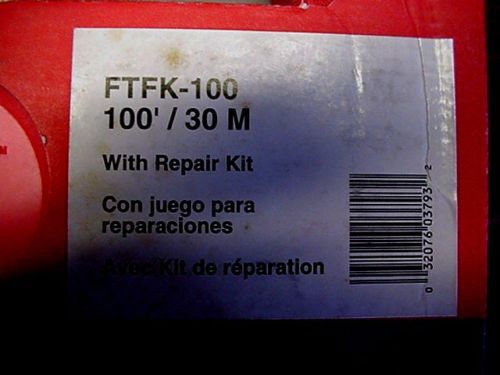 FTFK-100
100' / 30 M
With Repair Kit
Con juego para
reparaciones
Avec Kit de réparation
0 32076 03793 2